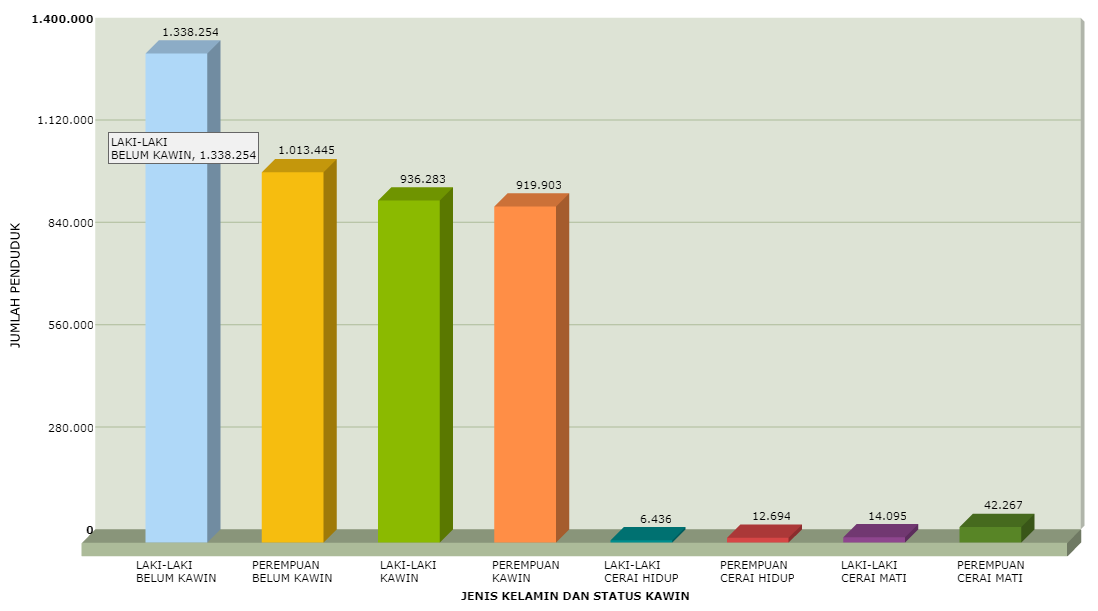 1.400.000
1.120.000
840.000
560.000
280.000
0
JUMLAH PENDUDUK
1.338.254
LAKI-LAKI
BELUM KAWIN, 1.338.254
1.013.445
936.283
919.903
6.436
12.694
14.095
42.267
LAKI-LAKI
BELUM KAWIN
PEREMPUAN
BELUM KAWIN
LAKI-LAKI
KAWIN
PEREMPUAN
KAWIN
LAKI-LAKI
CERAI HIDUP
PEREMPUAN
CERAI HIDUP
LAKI-LAKI
CERAI MATI
PEREMPUAN
CERAI MATI
JENIS KELAMIN DAN STATUS KAWIN